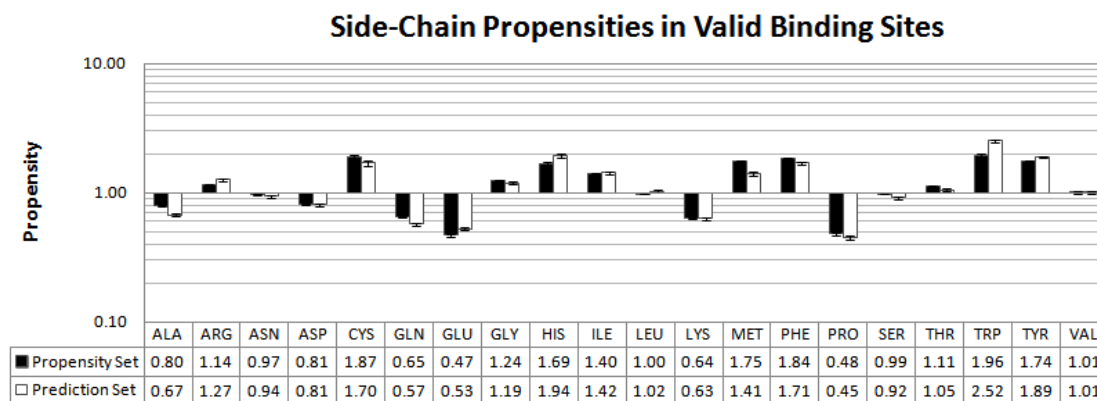 Side-Chain Propensities in Valid Binding Sites
10.00
Propensity
1.00
0.10
ALA ARG ASN ASP CYS GLN GLU GLY HIS ILE LEU LYS MET PHE PRO SER THR TRP TYR VAL
Propensity Set 0.80 1.14 0.97 0.81 1.87 0.65 0.47 1.24 1.69 1.40 1.00 0.64 1.75 1.84 0.48 0.99 1.11 1.96 1.74 1.01
Prediction Set 0.67 1.27 0.94 0.81 1.70 0.57 0.53 1.19 1.94 1.42 1.02 0.63 1.41 1.71 0.45 0.92 1.05 2.52 1.89 1.01